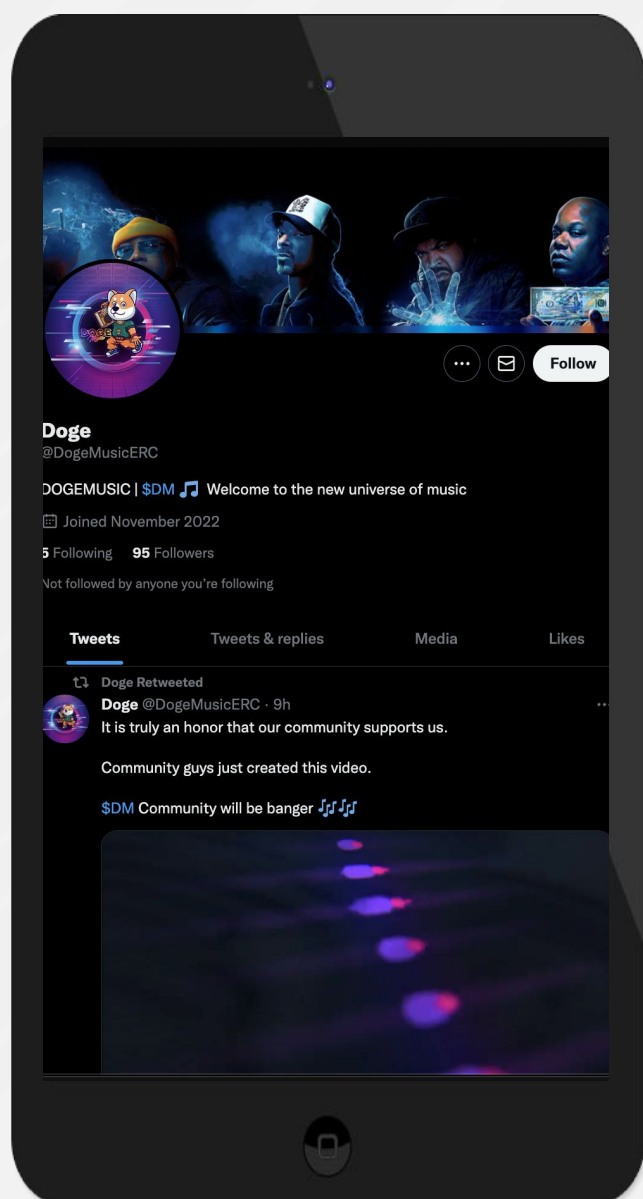 DOGE
Follow
Doge
@DogeMusicERC
DOGEMUSIC | $DM 🎵 Welcome to the new universe of music
Joined November 2022
5 Following 95 Followers
Not followed by anyone you're following
Tweets Tweets & replies Media Likes
Doge Retweeted
Doge @DogeMusicERC · 9h
It is truly an honor that our community supports us.
Community guys just created this video.
$DM Community will be banger 🎶🎶